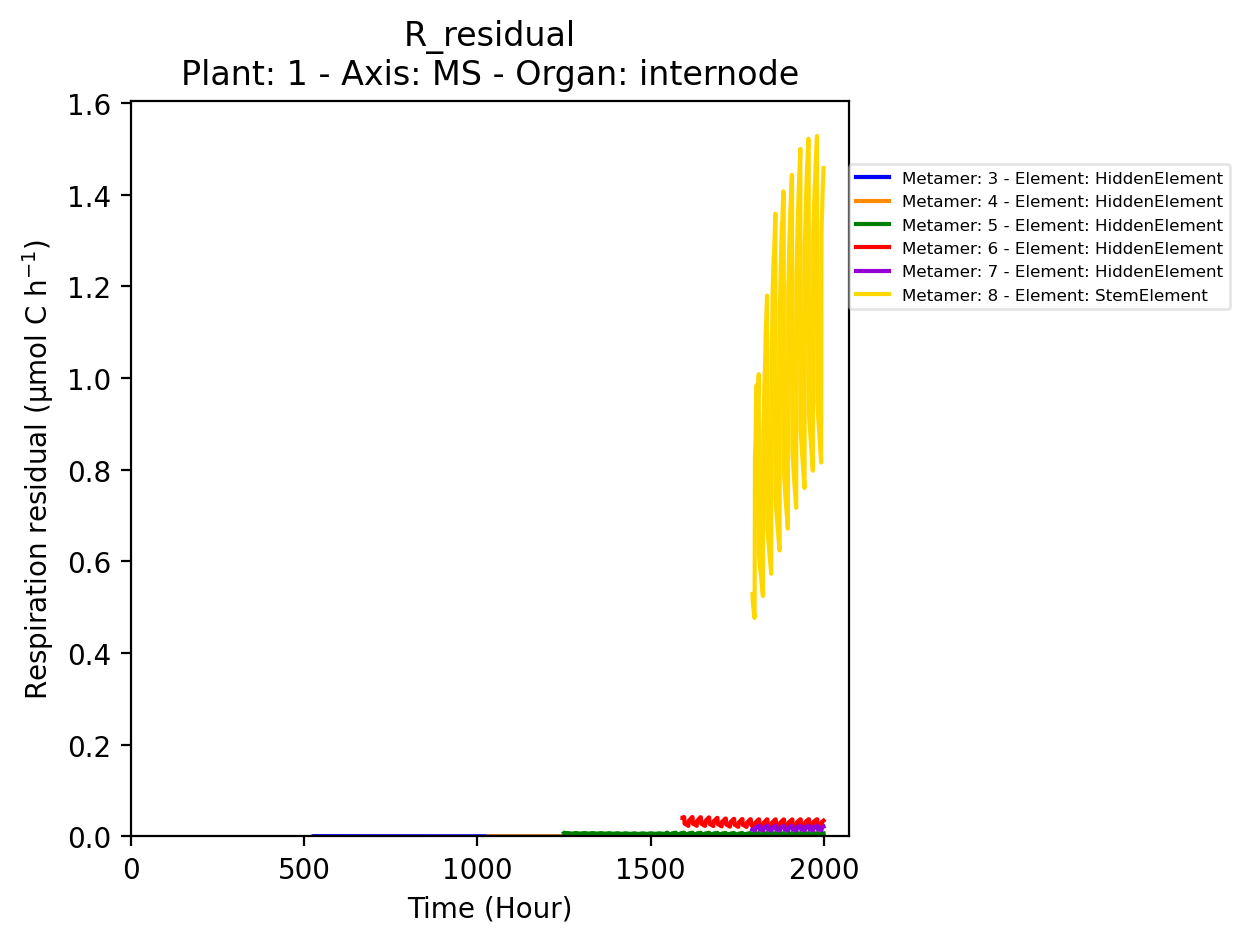 R_residual
Plant: 1 - Axis: MS - Organ: internode
1.6
1.4
1.2
1.0
0.8
0.6
0.4
0.2
0.0
Respiration residual (µmol C h⁻¹)
0 500 1000 1500 2000
Time (Hour)
Metamer: 3 - Element: HiddenElement
Metamer: 4 - Element: HiddenElement
Metamer: 5 - Element: HiddenElement
Metamer: 6 - Element: HiddenElement
Metamer: 7 - Element: HiddenElement
Metamer: 8 - Element: StemElement